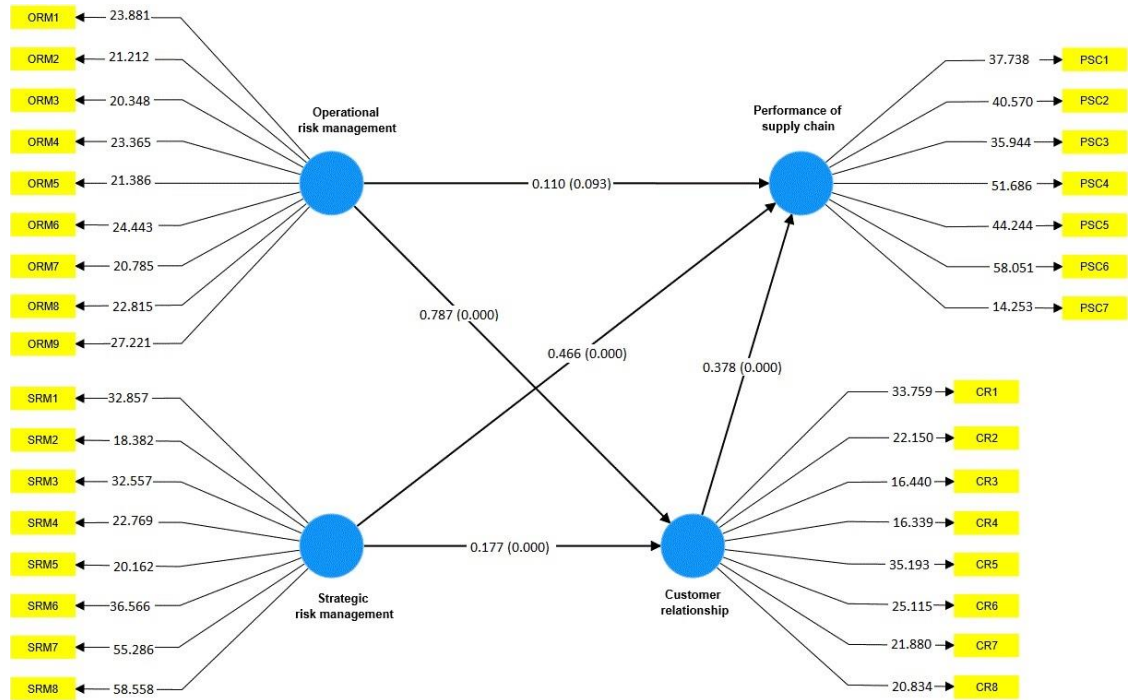 ORM1
23.881
ORM2
21.212
ORM3
20.348
ORM4
23.365
ORM5
21.386
ORM6
24.443
ORM7
20.785
ORM8
22.815
ORM9
27.221
Operational
risk management
Performance of
supply chain
37.738
PSC1
40.570
PSC2
35.944
PSC3
51.686
PSC4
44.244
PSC5
58.051
PSC6
14.253
PSC7
0.110 (0.093)
0.787 (0.000)
0.466 (0.000)
0.378 (0.000)
SRM1
32.857
SRM2
18.382
SRM3
32.557
SRM4
22.769
SRM5
20.162
SRM6
36.566
SRM7
55.286
SRM8
58.558
0.177 (0.000)
Strategic
risk management
Customer
relationship
33.759
CR1
22.150
CR2
16.440
CR3
16.339
CR4
35.193
CR5
25.115
CR6
21.880
CR7
20.834
CR8